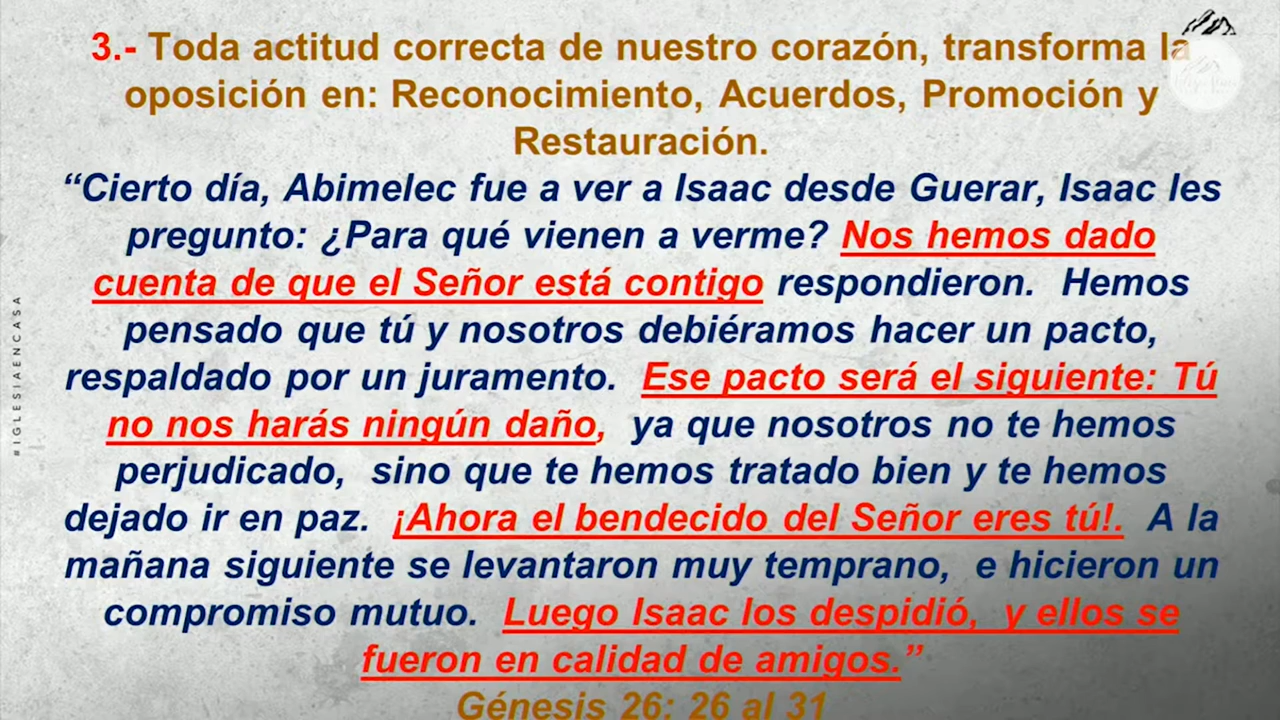 3.- Toda actitud correcta de nuestro corazón, transforma la
oposición en: Reconocimiento, Acuerdos, Promoción y
Restauración.
“Cierto día, Abimelec fue a ver a Isaac desde Guerar, Isaac les
pregunto: ¿Para qué vienen a verme? Nos hemos dado
cuenta de que el Señor está contigo respondieron. Hemos
pensado que tú y nosotros debiéramos hacer un pacto,
respaldado por un juramento. Ese pacto será el siguiente: Tú
no nos harás ningún daño, ya que nosotros no te hemos
perjudicado, sino que te hemos tratado bien y te hemos
dejado ir en paz. ¡Ahora el bendecido del Señor eres tú!. A la
mañana siguiente se levantaron muy temprano, e hicieron un
compromiso mutuo. Luego Isaac los despidió, y ellos se
fueron en calidad de amigos.”
Génesis 26: 26 al 31
#IGLESIAENCASA